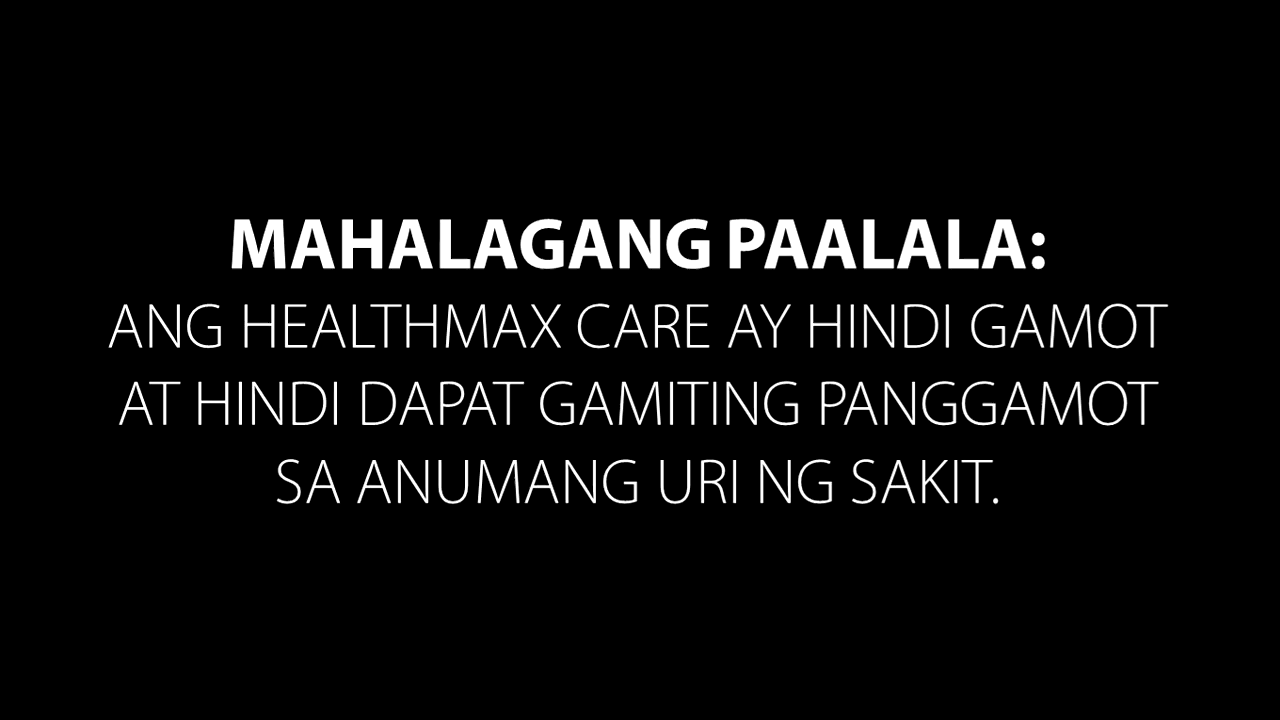 MAHALAGANG PAALALA:
ANG HEALTHMAX CARE AY HINDI GAMOT
AT HINDI DAPAT GAMITING PANGGAMOT
SA ANUMANG URI NG SAKIT.